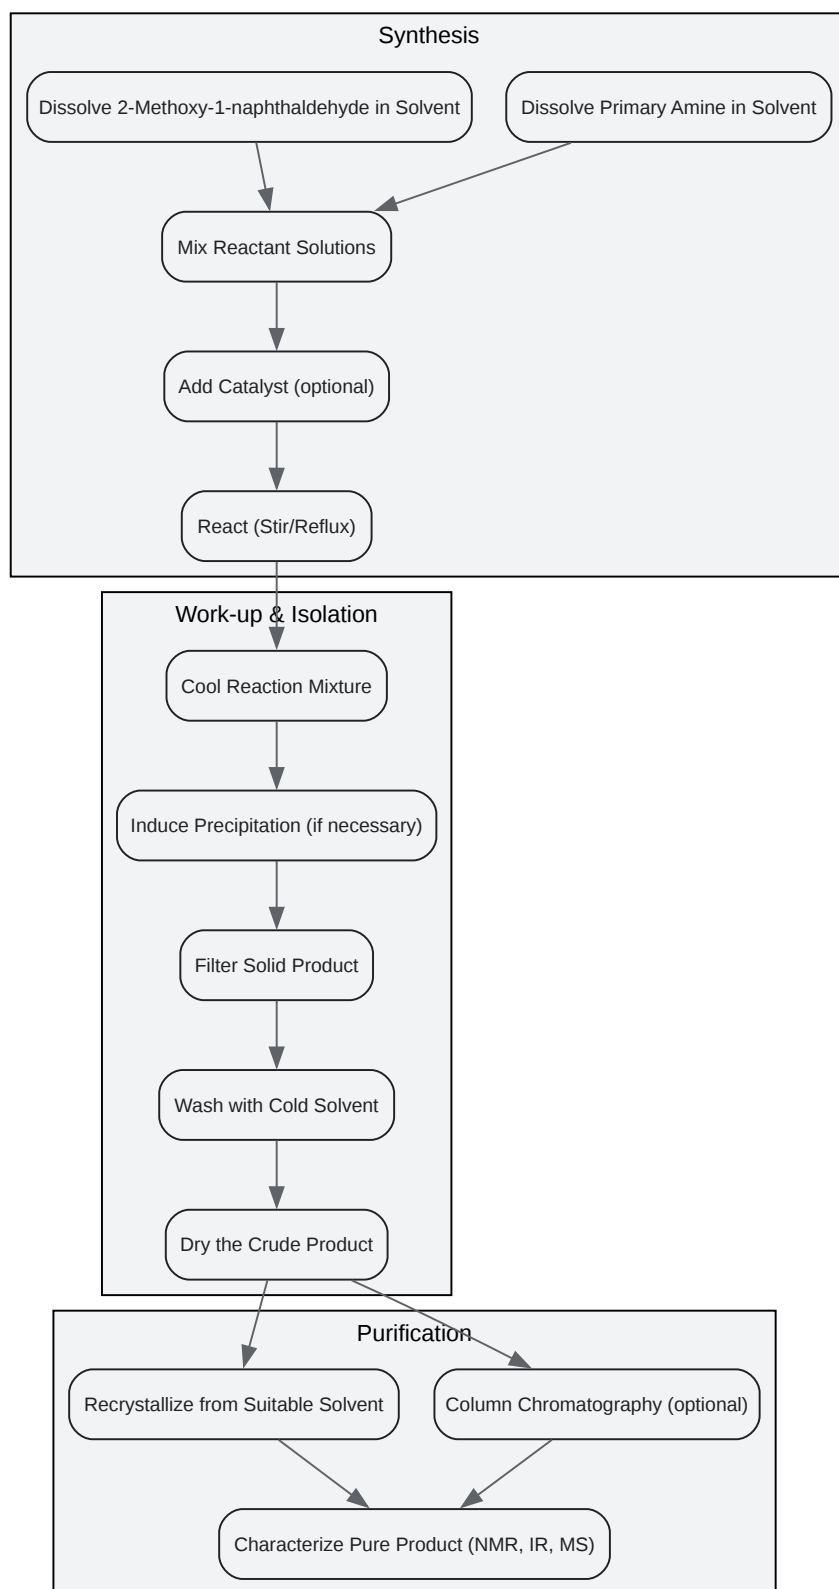 Synthesis
Dissolve 2-Methoxy-1-naphthaldehyde in Solvent
Dissolve Primary Amine in Solvent
Mix Reactant Solutions
Add Catalyst (optional)
React (Stir/Reflux)
Work-up & Isolation
Cool Reaction Mixture
Induce Precipitation (if necessary)
Filter Solid Product
Wash with Cold Solvent
Dry the Crude Product
Purification
Recrystallize from Suitable Solvent
Column Chromatography (optional)
Characterize Pure Product (NMR, IR, MS)